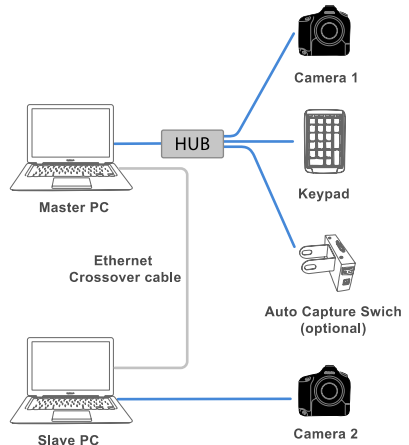 Camera 1
HUB
Keypad
Master PC
Ethernet
Crossover cable
Auto Capture Swich
(optional)
Slave PC
Camera 2